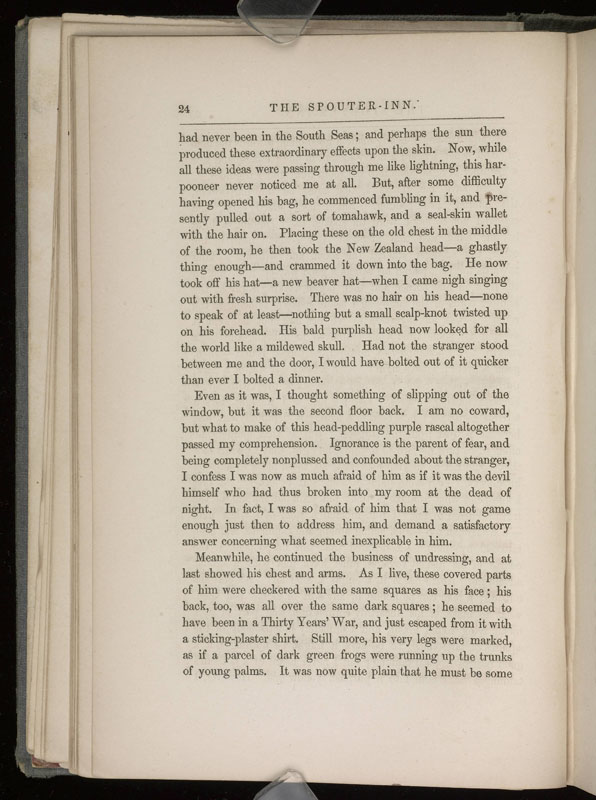 24
THE SPOUTER-INN.
had never been in the South Seas; and perhaps the sun there
produced these extraordinary effects upon the skin. Now, while
all these ideas were passing through me like lightning, this har-
pooneer never noticed me at all. But, after some difficulty
having opened his bag, he commenced fumbling in it, and pre-
sently pulled out a sort of tomahawk, and a seal-skin wallet
with the hair on. Placing these on the old chest in the middle
of the room, he then took the New Zealand head—a ghastly
thing enough—and crammed it down into the bag. He now
took off his hat—a new beaver hat—when I came nigh singing
out with fresh surprise. There was no hair on his head—none
to speak of at least—nothing but a small scalp-knot twisted up
on his forehead. His bald purplish head now looked for all
the world like a mildewed skull. Had not the stranger stood
between me and the door, I would have bolted out of it quicker
than ever I bolted a dinner.
Even as it was, I thought something of slipping out of the
window, but it was the second floor back. I am no coward,
but what to make of this head-peddling purple rascal altogether
passed my comprehension. Ignorance is the parent of fear, and
being completely nonplussed and confounded about the stranger,
I confess I was now as much afraid of him as if it was the devil
himself who had thus broken into my room at the dead of
night. In fact, I was so afraid of him that I was not game
enough just then to address him, and demand a satisfactory
answer concerning what seemed inexplicable in him.
Meanwhile, he continued the business of undressing, and at
last showed his chest and arms. As I live, these covered parts
of him were checkered with the same squares as his face; his
back, too, was all over the same dark squares; he seemed to
have been in a Thirty Years' War, and just escaped from it with
a sticking-plaster shirt. Still more, his very legs were marked,
as if a parcel of dark green frogs were running up the trunks
of young palms. It was now quite plain that he must be some